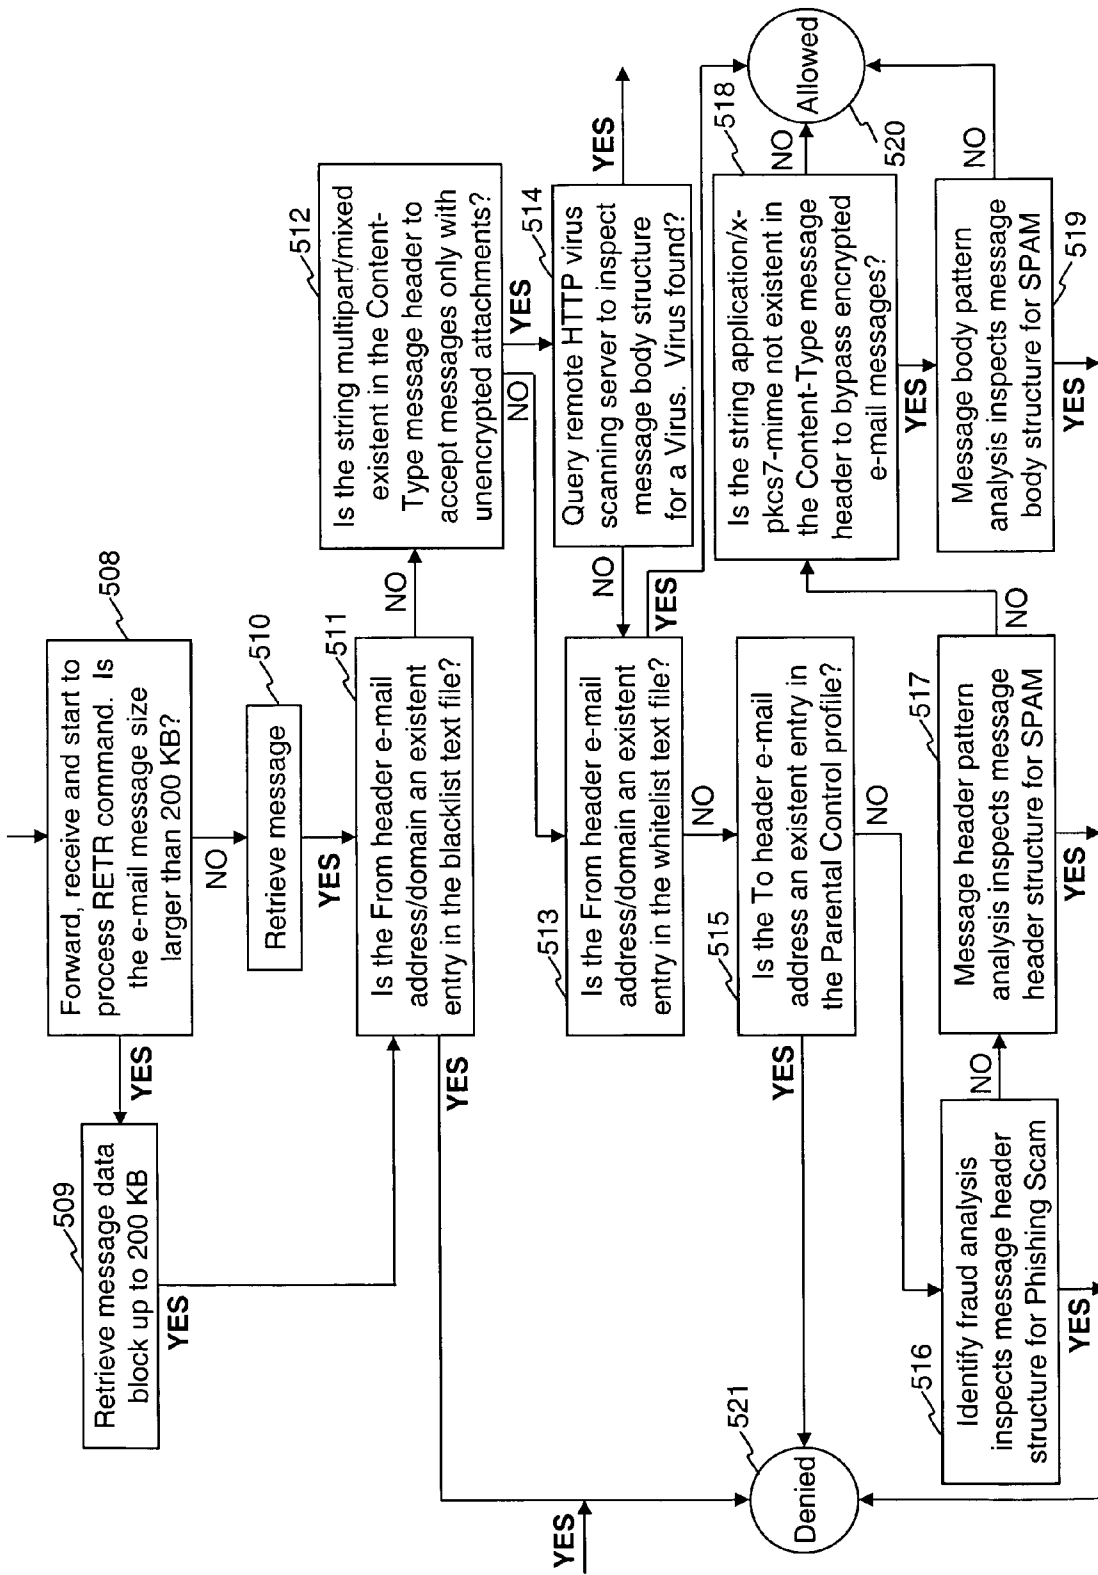 508
Forward, receive and start to
process RETR command.  Is
the e-mail message size
larger than 200 KB?
YES
NO
509
Retrieve message data
block up to 200 KB
YES
510
Retrieve message
YES
511
Is the From header e-mail
address/domain an existent
entry in the blacklist text file?
YES
NO
512
Is the string multipart/mixed
existent in the Content-
Type message header to
accept messages only with
unencrypted attachments?
NO
YES
514
Query remote HTTP virus
scanning server to inspect
message body structure
for a Virus.  Virus found?
YES
NO
513
Is the From header e-mail
address/domain an existent
entry in the whitelist text file?
YES
NO
YES
515
Is the To header e-mail
address an existent entry in
the Parental Control profile?
YES
NO
521
Denied
516
Identify fraud analysis
inspects message header
structure for Phishing Scam
NO
YES
517
Message header pattern
analysis inspects message
header structure for SPAM
NO
YES
518
Is the string application/x-
pkcs7-mime not existent in
the Content-Type message
header to bypass encrypted
e-mail messages?
NO
YES
Allowed
520
Message body pattern
analysis inspects message
body structure for SPAM
519
NO
YES